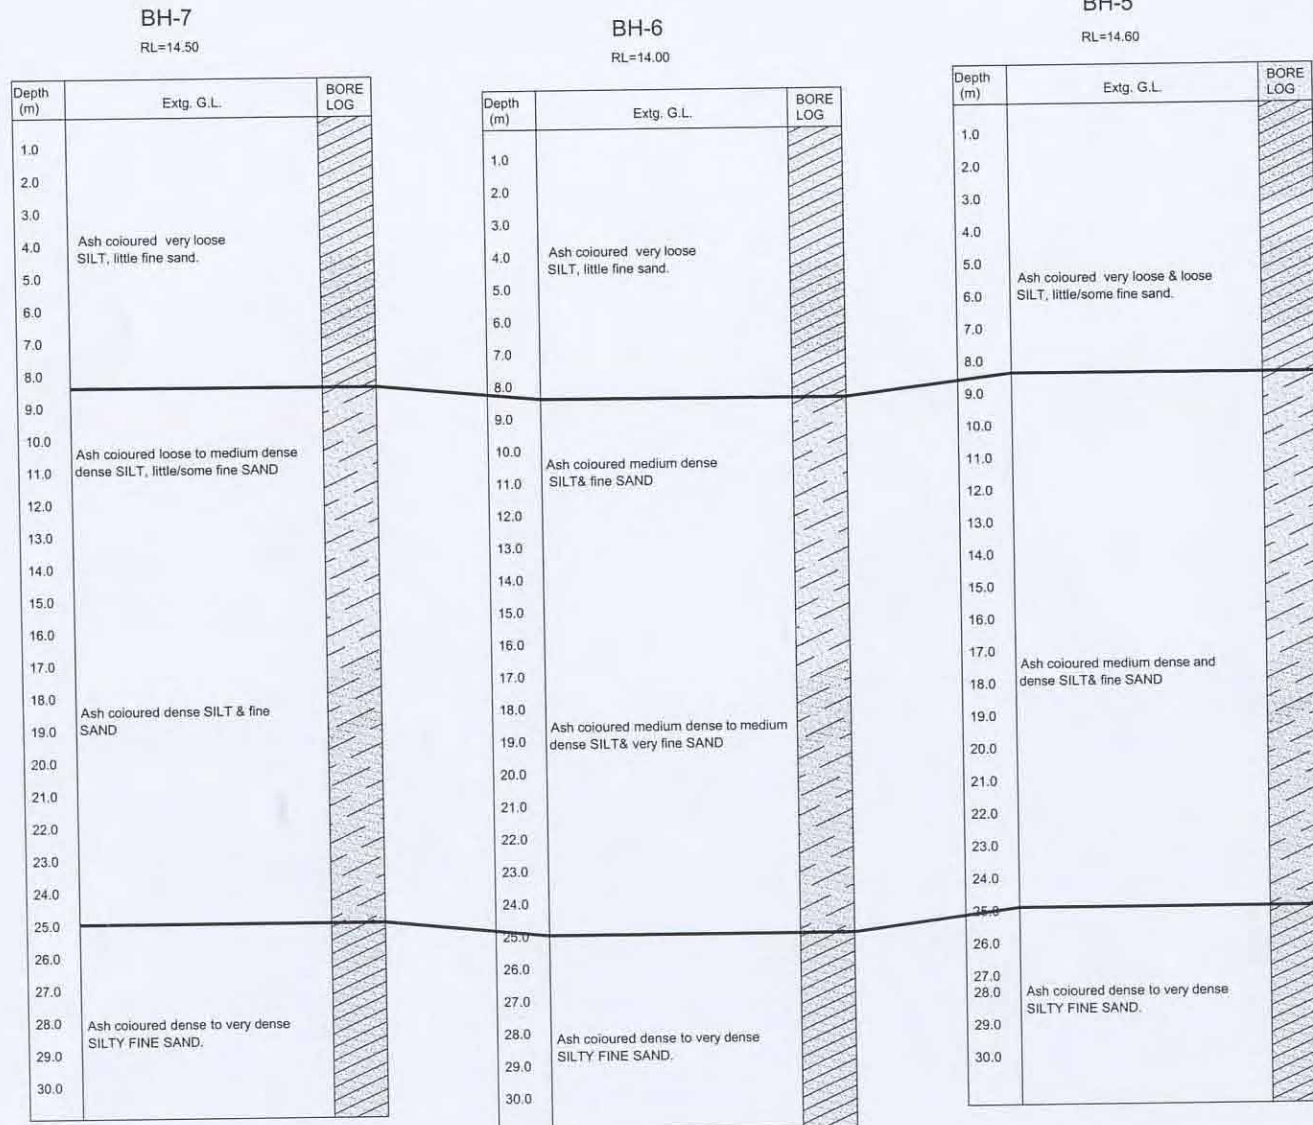 BH-7
RL=14.50
Depth
(m)
Extg. G.L.
BORE
LOG
1.0
2.0
3.0
4.0
5.0
6.0
7.0
8.0
9.0
10.0
11.0
12.0
13.0
14.0
15.0
16.0
17.0
18.0
19.0
20.0
21.0
22.0
23.0
24.0
25.0
26.0
27.0
28.0
29.0
30.0
Ash coioured very loose
SILT, little fine sand.
Ash coioured loose to medium dense
dense SILT, little/some fine SAND
Ash coioured dense SILT & fine
SAND
Ash coioured dense to very dense
SILTY FINE SAND.
BH-6
RL=14.00
Depth
(m)
Extg. G.L.
BORE
LOG
1.0
2.0
3.0
4.0
5.0
6.0
7.0
8.0
9.0
10.0
11.0
12.0
13.0
14.0
15.0
16.0
17.0
18.0
19.0
20.0
21.0
22.0
23.0
24.0
25.0
26.0
27.0
28.0
29.0
30.0
Ash coioured very loose
SILT, little fine sand.
Ash coioured medium dense
SILT& fine SAND
Ash coioured medium dense to medium
dense SILT& very fine SAND
Ash coioured dense to very dense
SILTY FINE SAND.
BH-5
RL=14.60
Depth
(m)
Extg. G.L.
BORE
LOG
1.0
2.0
3.0
4.0
5.0
6.0
7.0
8.0
9.0
10.0
11.0
12.0
13.0
14.0
15.0
16.0
17.0
18.0
19.0
20.0
21.0
22.0
23.0
24.0
25.0
26.0
27.0
28.0
29.0
30.0
Ash coioured very loose & loose
SILT, little/some fine sand.
Ash coioured medium dense and
dense SILT& fine SAND
Ash coioured dense to very dense
SILTY FINE SAND.